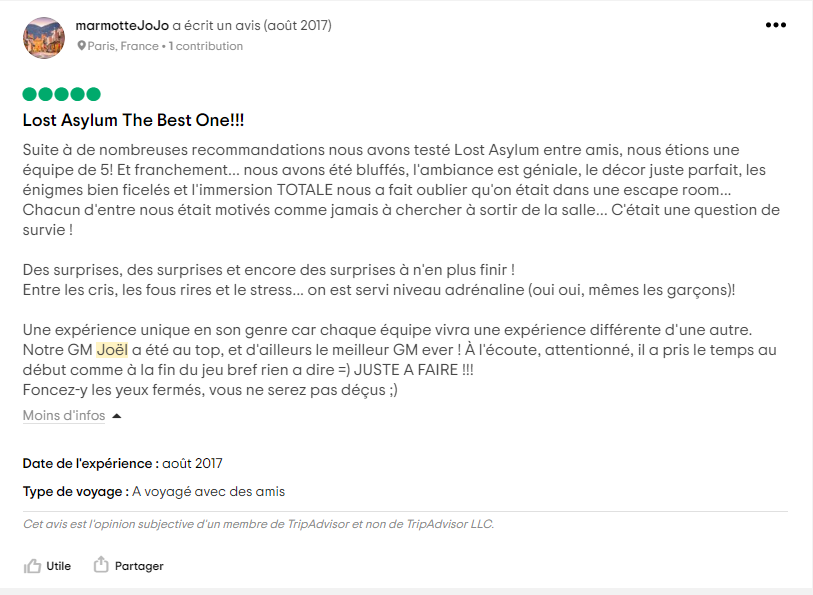 marmotteJoJo a écrit un avis (août 2017)
Paris, France • 1 contribution
Lost Asylum The Best One!!!
Suite à de nombreuses recommandations nous avons testé Lost Asylum entre amis, nous étions une
équipe de 5! Et franchement... nous avons été bluffés, l'ambiance est géniale, le décor juste parfait, les
énigmes bien ficelés et l'immersion TOTALE nous a fait oublier qu'on était dans une escape room...
Chacun d'entre nous était motivés comme jamais à chercher à sortir de la salle... C'était une question de
survie !
Des surprises, des surprises et encore des surprises à n'en plus finir !
Entre les cris, les fous rires et le stress... on est servi niveau adrénaline (oui oui, mêmes les garçons)!
Une expérience unique en son genre car chaque équipe vivra une expérience différente d'une autre.
Notre GM Joël a été au top, et d'ailleurs le meilleur GM ever ! À l'écoute, attentionné, il a pris le temps au
début comme à la fin du jeu bref rien a dire =) JUSTE A FAIRE !!!
Foncez-y les yeux fermés, vous ne serez pas déçus ;)
Moins d'infos
Date de l'expérience : août 2017
Type de voyage : A voyagé avec des amis
Cet avis est l'opinion subjective d'un membre de TripAdvisor et non de TripAdvisor LLC.
Utile Partager